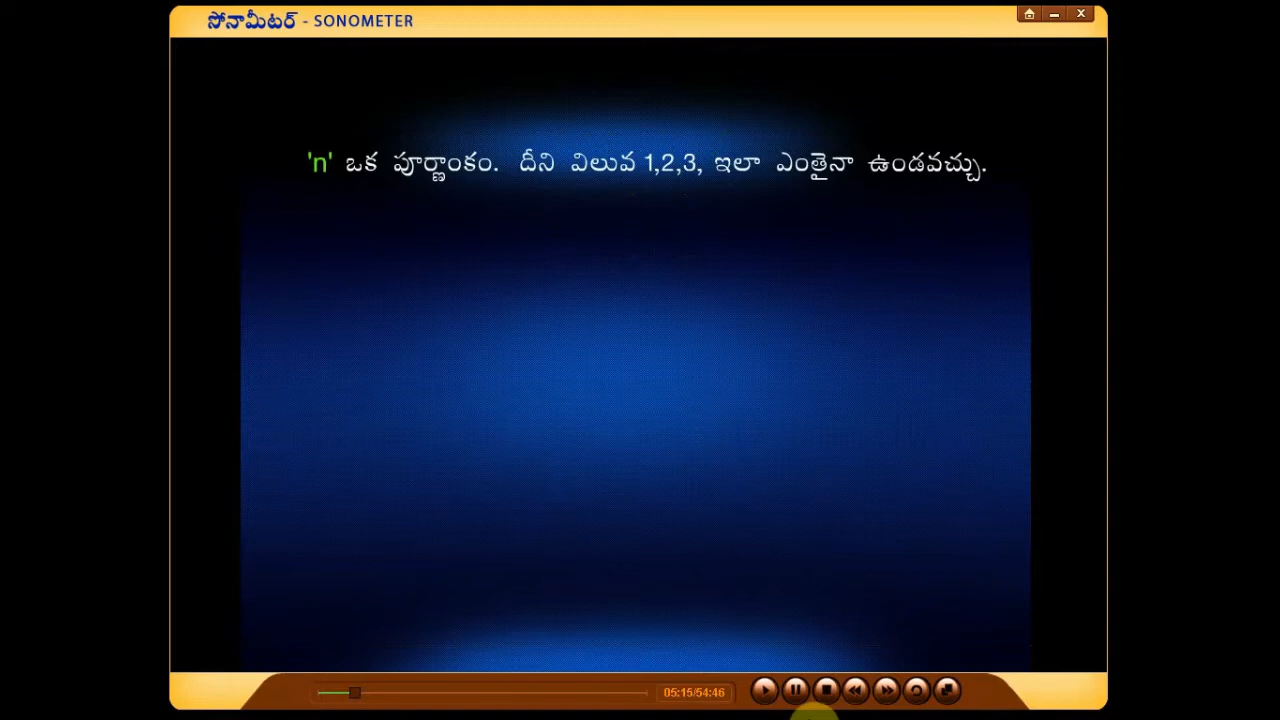 సోనామీటర్ - SONOMETER
'n' ఒక పూర్ణాంకం. దీని విలువ 1,2,3, ఇలా ఎంతైనా ఉండవచ్చు.
05:15/54:46